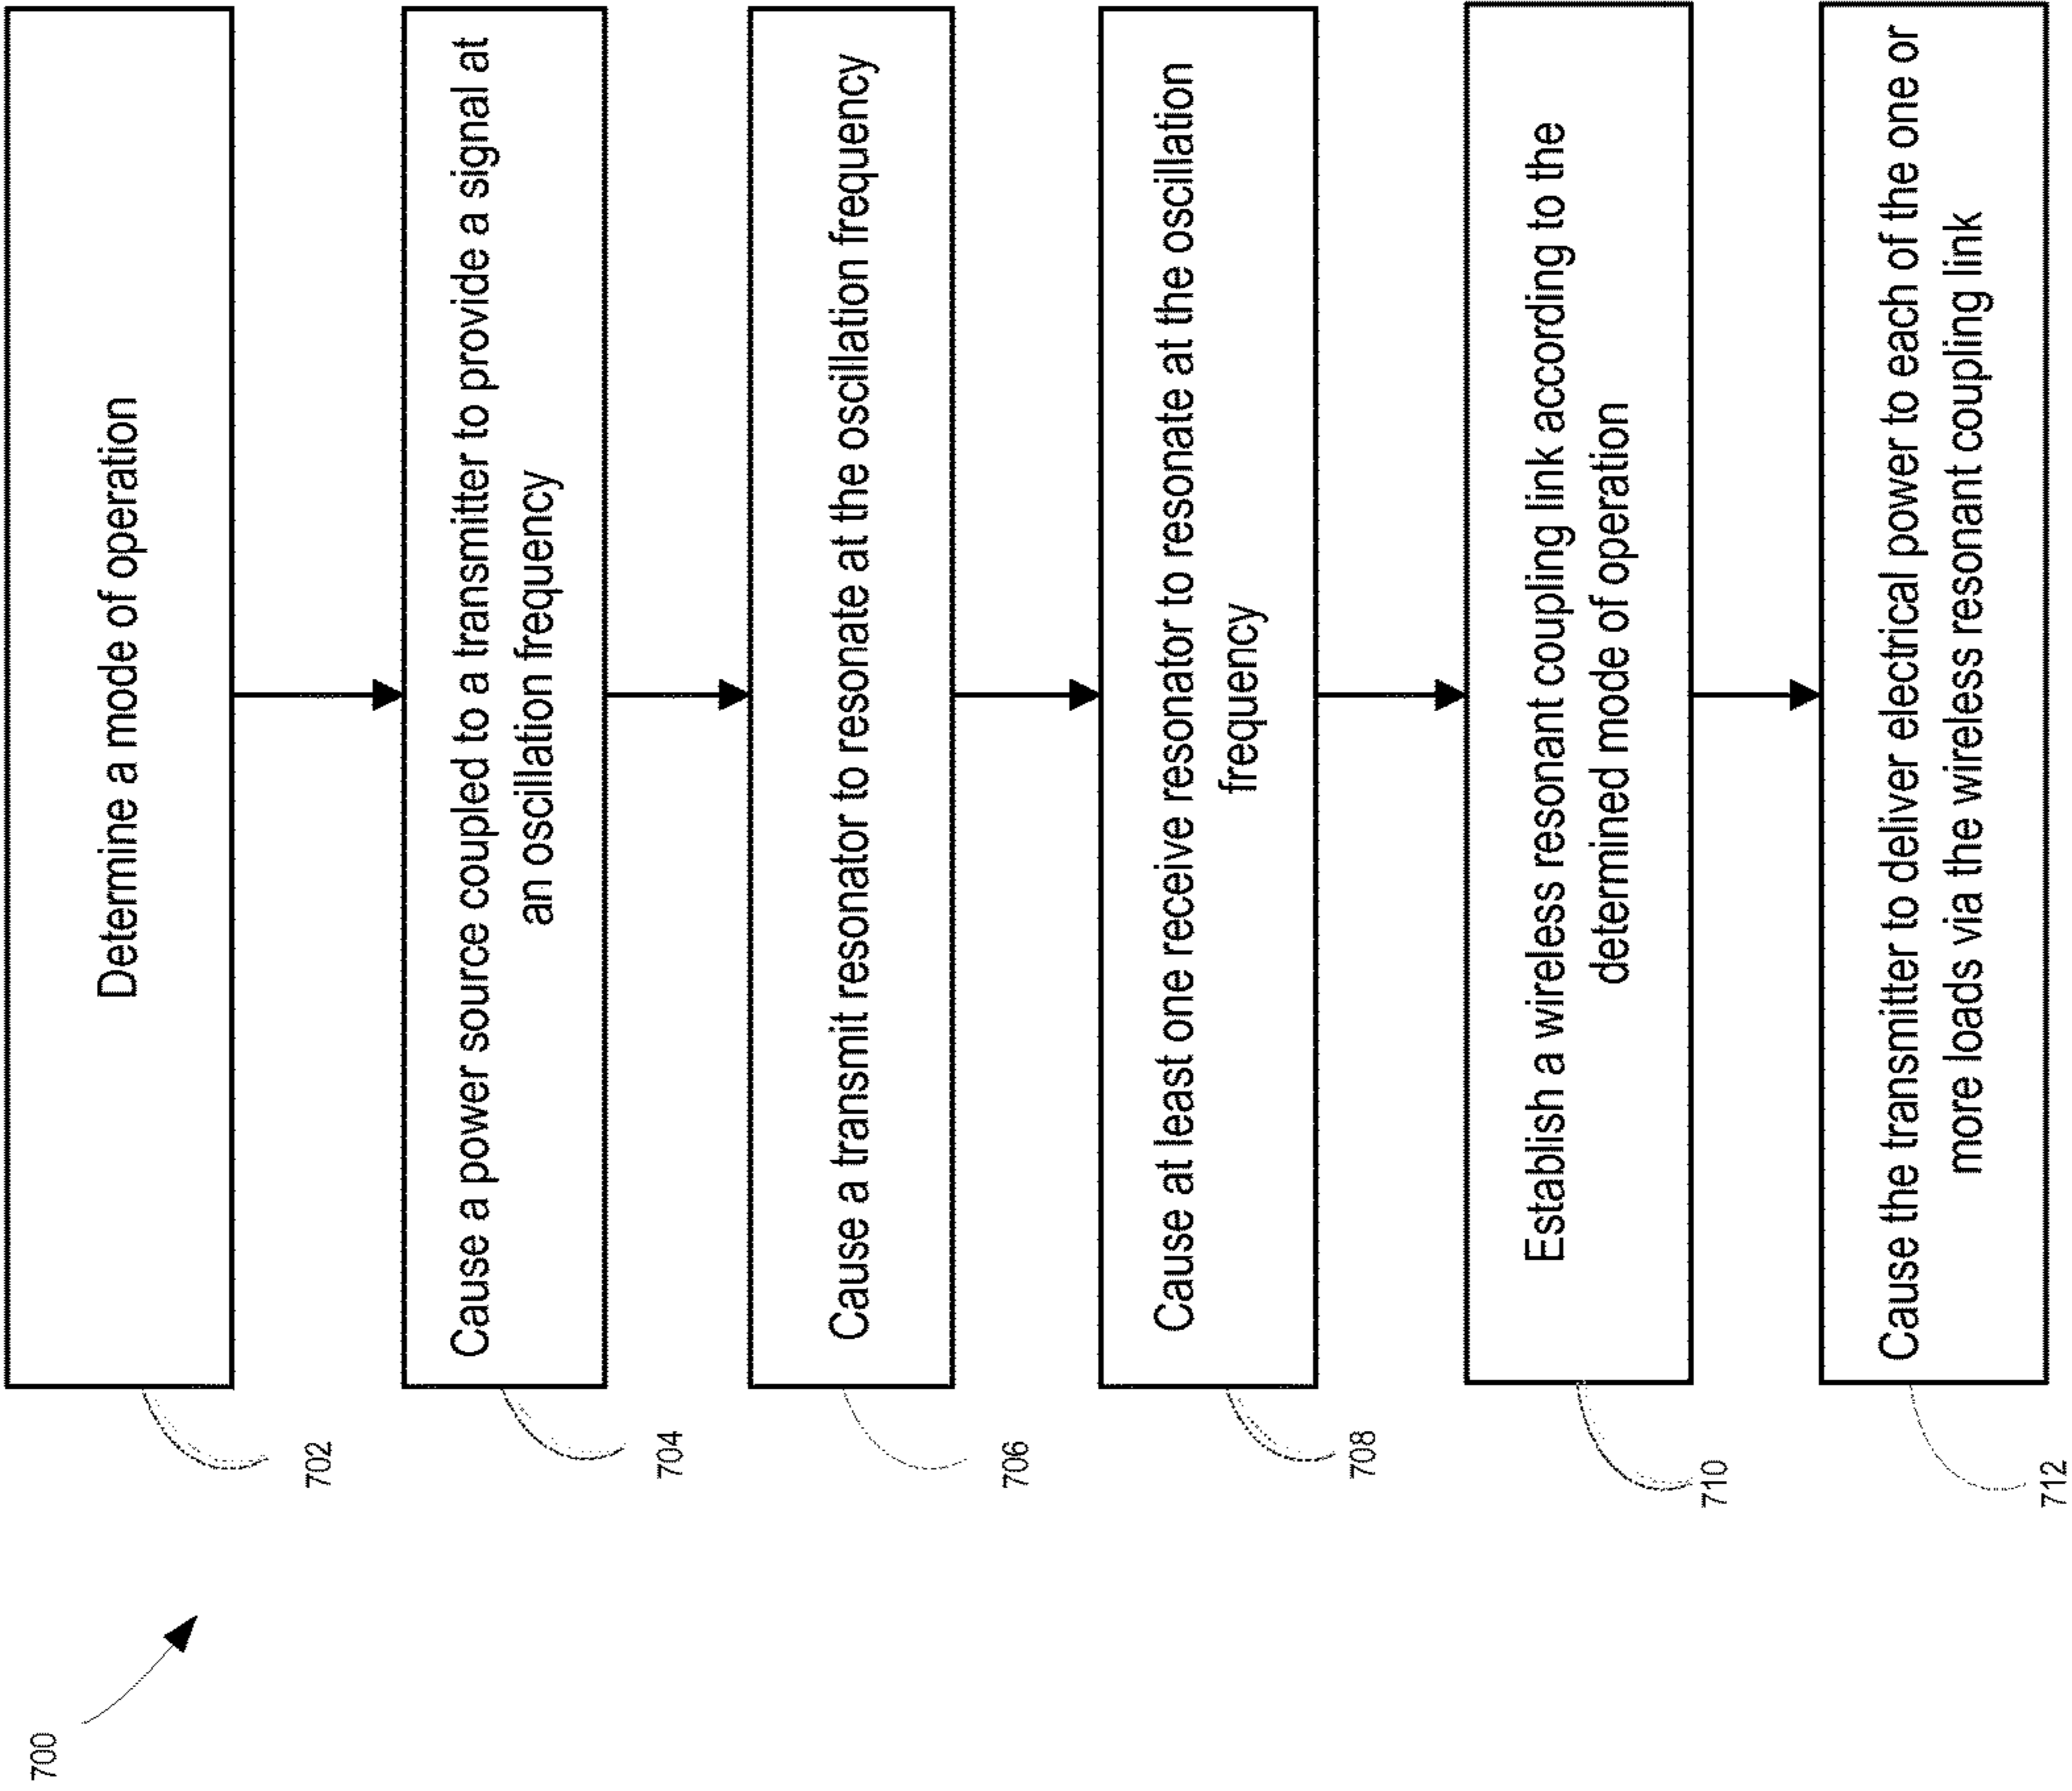 700
702
Determine a mode of operation
704
Cause a power source coupled to a transmitter to provide a signal at
an oscillation frequency
706
Cause a transmit resonator to resonate at the oscillation frequency
708
Cause at least one receive resonator to resonate at the oscillation
frequency
710
Establish a wireless resonant coupling link according to the
determined mode of operation
712
Cause the transmitter to deliver electrical power to each of the one or
more loads via the wireless resonant coupling link